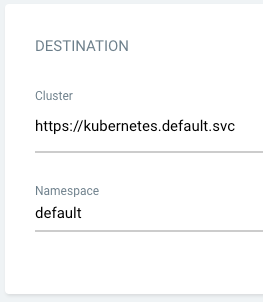 DESTINATION
Cluster
https://kubernetes.default.svc
Namespace
default